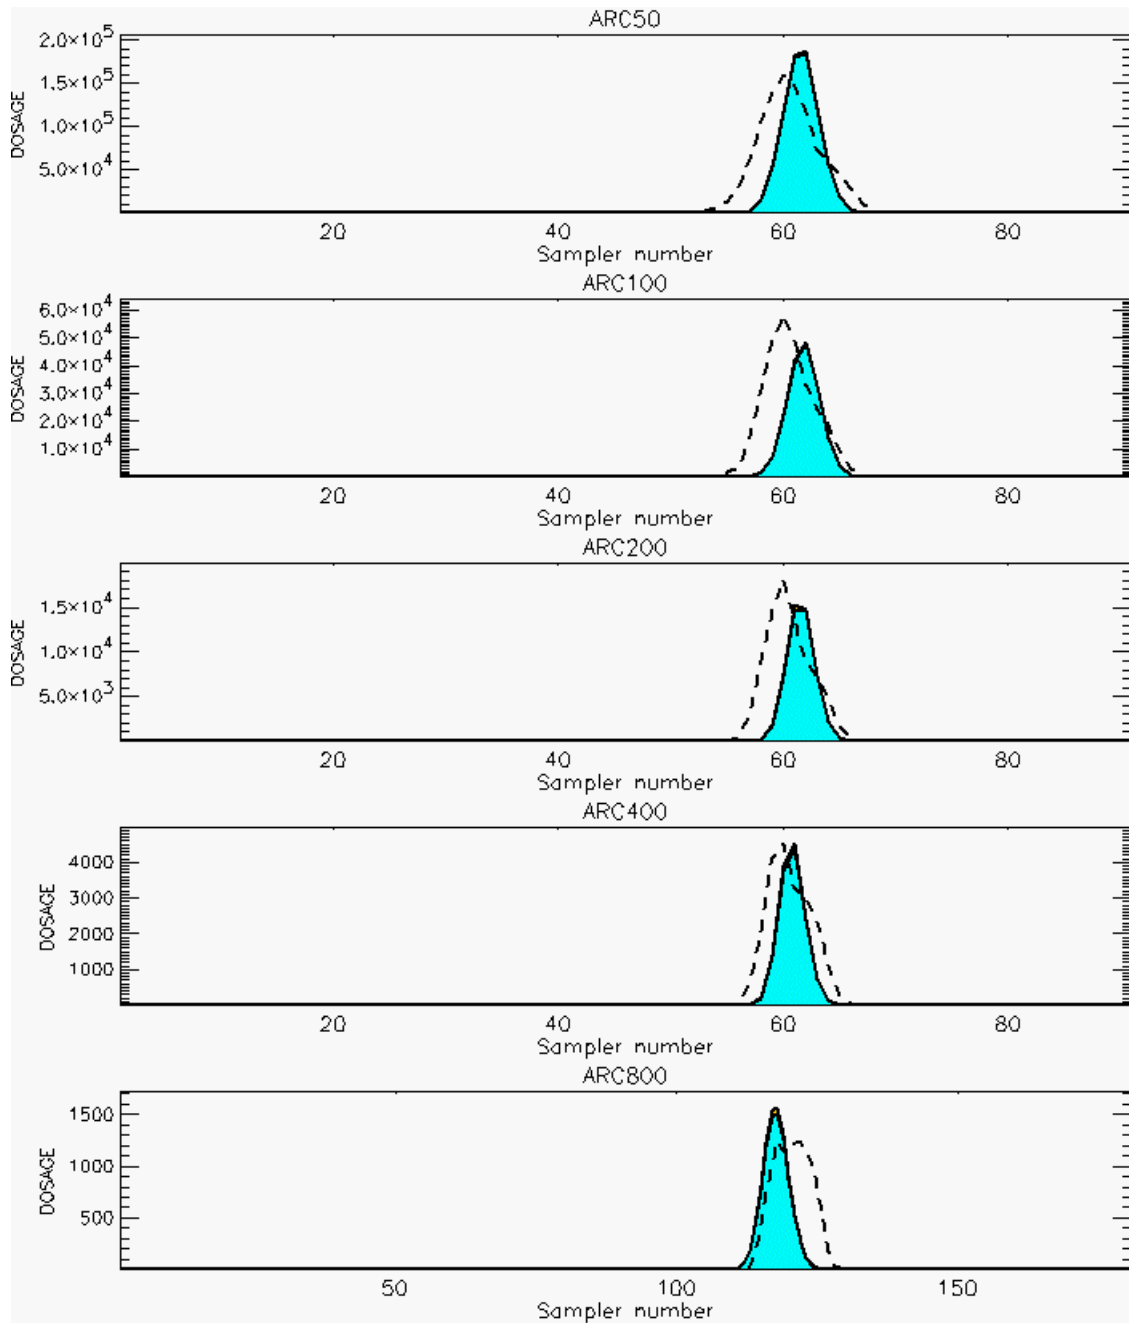 ARC50
2.0×10⁵
1.5×10⁵
1.0×10⁵
5.0×10⁴
DOSAGE
20 40 60 80
Sampler number
ARC100
6.0×10⁴
5.0×10⁴
4.0×10⁴
3.0×10⁴
2.0×10⁴
1.0×10⁴
DOSAGE
20 40 60 80
Sampler number
ARC200
1.5×10⁴
1.0×10⁴
5.0×10³
DOSAGE
20 40 60 80
Sampler number
ARC400
4000
3000
2000
1000
DOSAGE
20 40 60 80
Sampler number
ARC800
1500
1000
500
DOSAGE
50 100 150
Sampler number